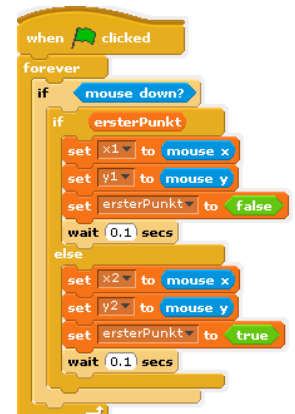 when clicked
forever
if mouse down?
if ersterPunkt
set x1 to mouse x
set y1 to mouse y
set ersterPunkt to false
wait 0.1 secs
else
set x2 to mouse x
set y2 to mouse y
set ersterPunkt to true
wait 0.1 secs